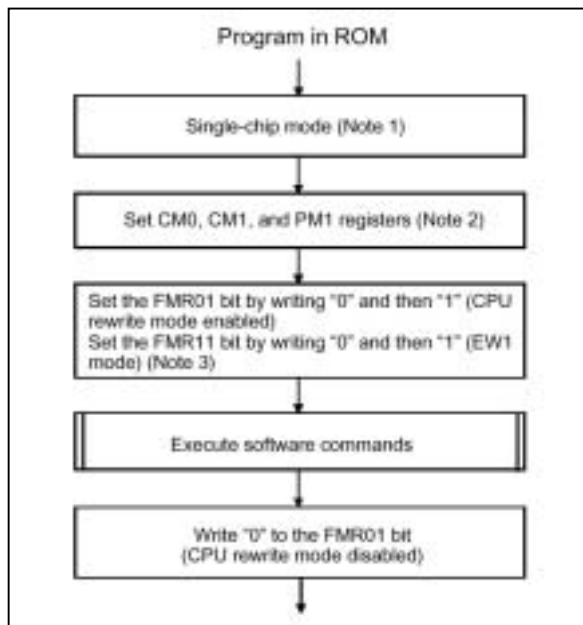 Program in ROM
Single-chip mode (Note 1)
Set CM0, CM1, and PM1 registers (Note 2)
Set the FMR01 bit by writing "0" and then "1" (CPU
rewrite mode enabled)
Set the FMR11 bit by writing "0" and then "1" (EW1
mode) (Note 3)
Execute software commands
Write "0" to the FMR01 bit
(CPU rewrite mode disabled)